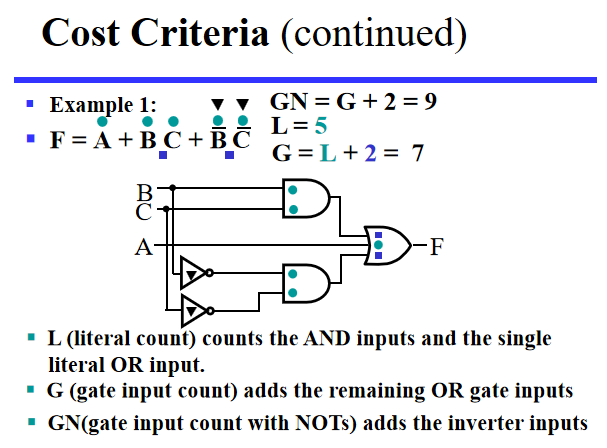 Cost Criteria (continued)
Example 1:
GN = G + 2 = 9
F = A + B C + B̅ C̅
L = 5
G = L + 2 = 7
B
C
A
F
L (literal count) counts the AND inputs and the single
literal OR input.
G (gate input count) adds the remaining OR gate inputs
GN(gate input count with NOTs) adds the inverter inputs